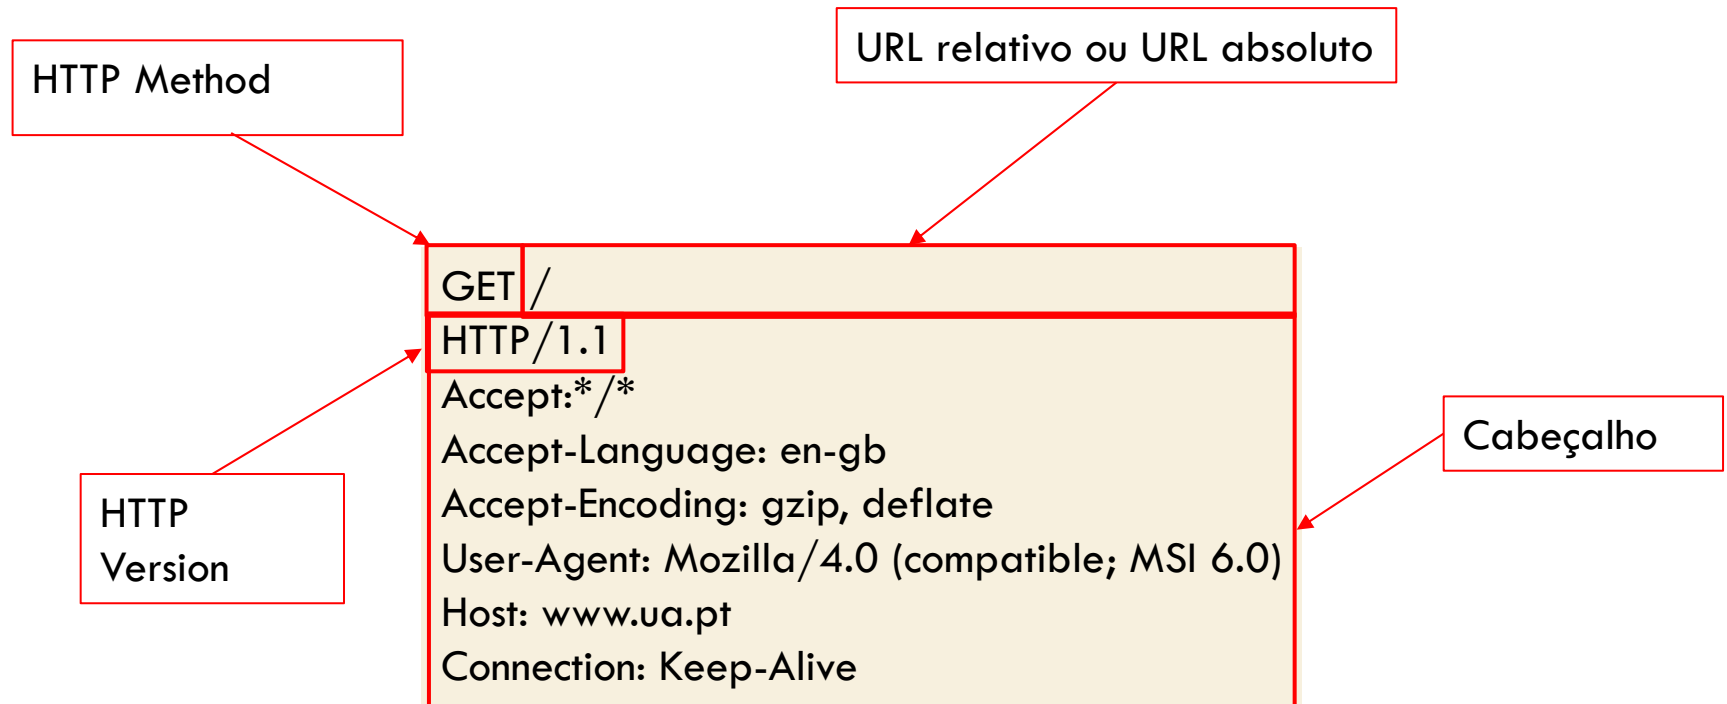 URL relativo ou URL absoluto
HTTP Method
GET /
HTTP/1.1
Accept:*/*
Accept-Language: en-gb
Accept-Encoding: gzip, deflate
User-Agent: Mozilla/4.0 (compatible; MSI 6.0)
Host: www.ua.pt
Connection: Keep-Alive
Cabeçalho
HTTP
Version